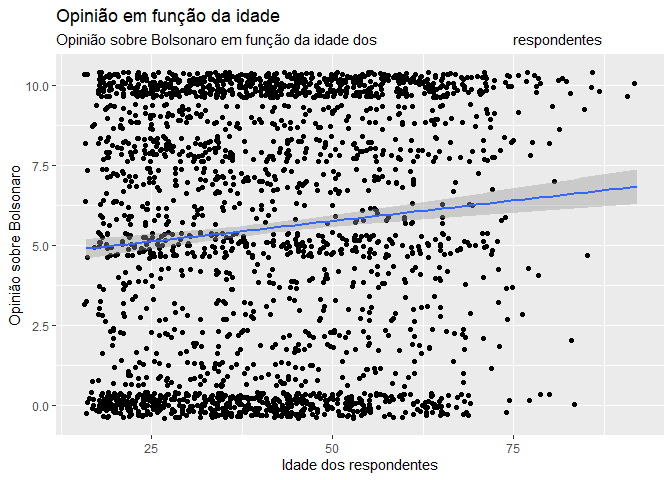 Opinião em função da idade
Opinião sobre Bolsonaro em função da idade dos respondentes
Opinião sobre Bolsonaro
10.0
7.5
5.0
2.5
0.0
25 50 75
Idade dos respondentes